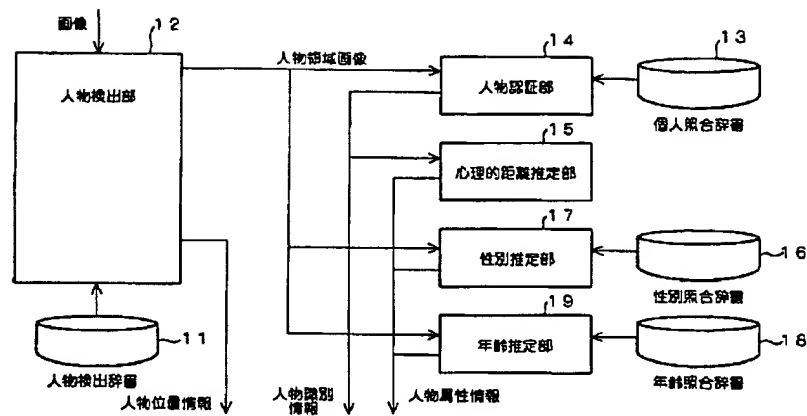 画像
12
人物検出部
人物領域画像
14
人物認証部
13
個人照合辞書
15
心理的距離推定部
17
性別推定部
16
性別照合辞書
19
年齢推定部
18
年齢照合辞書
11
人物検出辞書
人物位置情報
人物識別
情報
人物属性情報